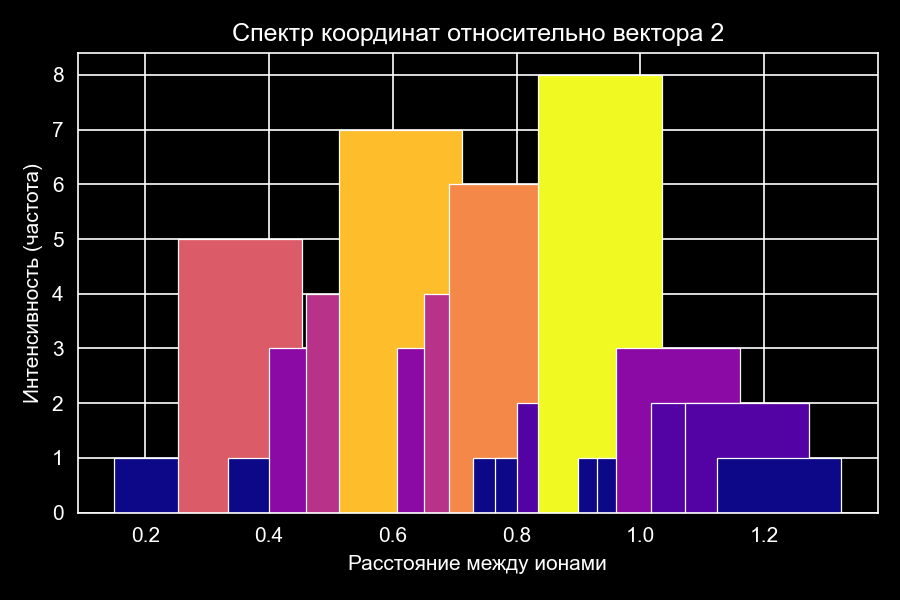 Спектр координат относительно вектора 2
Интенсивность (частота)
8
7
6
5
4
3
2
1
0
0.2 0.4 0.6 0.8 1.0 1.2
Расстояние между ионами